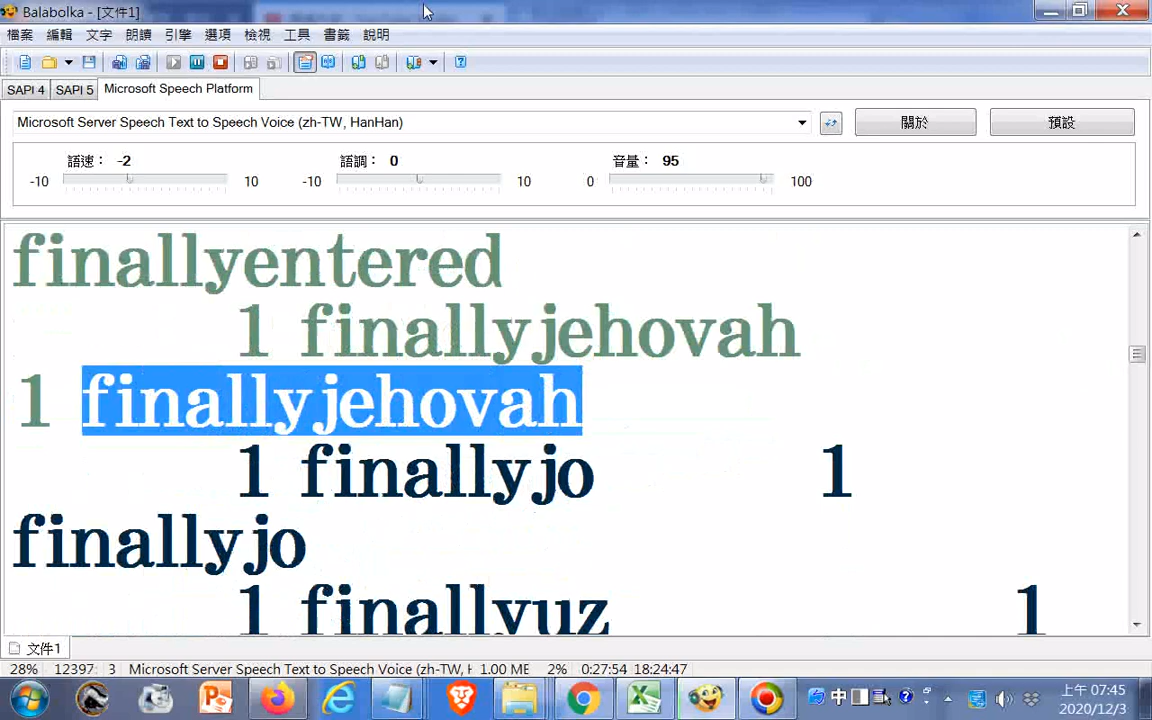 Balabolka - [文件1]
檔案 編輯 文字 朗讀 引擎 選項 檢視 工具 書籤 說明
SAPI 4 SAPI 5 Microsoft Speech Platform
Microsoft Server Speech Text to Speech Voice (zh-TW, HanHan) 關於 預設
語速： -2 語調： 0 音量： 95
-10 10 -10 10 0 100
finallyentered
1 finallyjehovah
1 finallyjehovah
1 finallyjo 1
finallyjo
1 finallyuz 1
文件1
28% 12397: 3 Microsoft Server Speech Text to Speech Voice (zh-TW, H 1.00 ME 2% 0:27:54 18:24:47
中 上午 07:45
2020/12/3